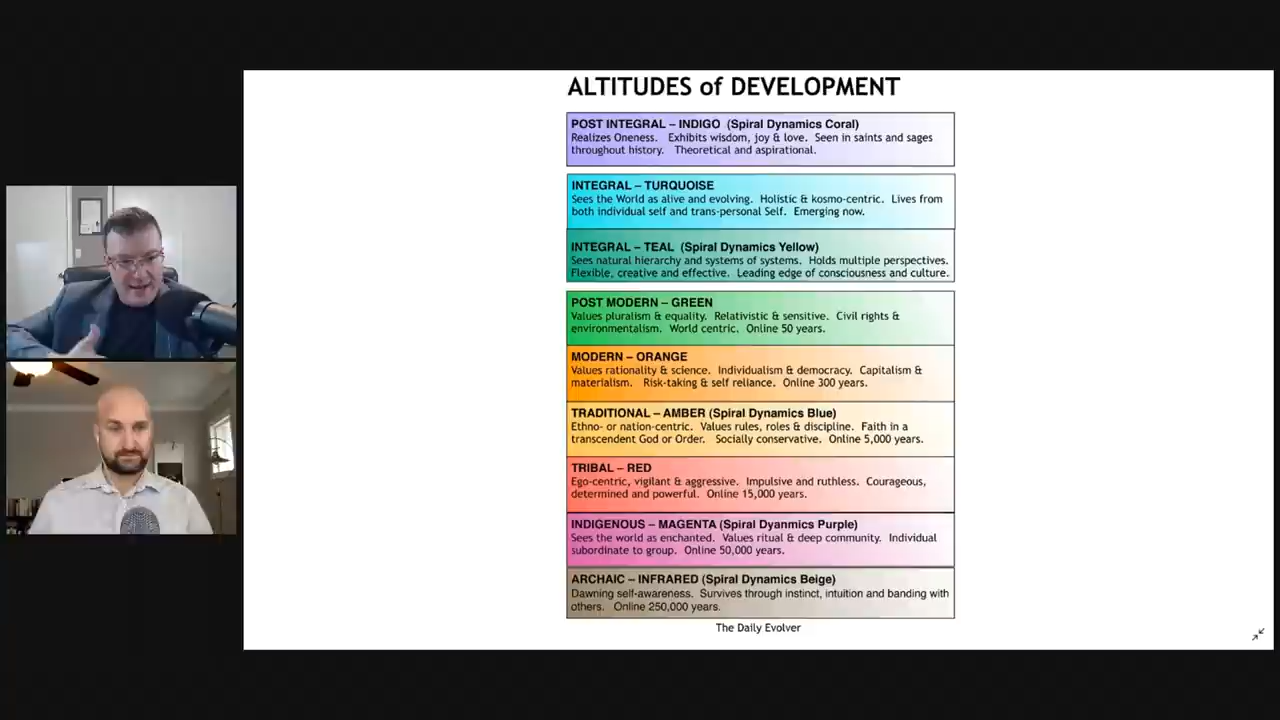 ALTITUDES of DEVELOPMENT
POST INTEGRAL – INDIGO (Spiral Dynamics Coral)
Realizes Oneness. Exhibits wisdom, joy & love. Seen in saints and sages
throughout history. Theoretical and aspirational.
INTEGRAL – TURQUOISE
Sees the World as alive and evolving. Holistic & kosmo-centric. Lives from
both individual self and trans-personal Self. Emerging now.
INTEGRAL – TEAL (Spiral Dynamics Yellow)
Sees natural hierarchy and systems of systems. Holds multiple perspectives.
Flexible, creative and effective. Leading edge of consciousness and culture.
POST MODERN – GREEN
Values pluralism & equality. Relativistic & sensitive. Civil rights &
environmentalism. World centric. Online 50 years.
MODERN – ORANGE
Values rationality & science. Individualism & democracy. Capitalism &
materialism. Risk-taking & self reliance. Online 300 years.
TRADITIONAL – AMBER (Spiral Dynamics Blue)
Ethno- or nation-centric. Values rules, roles & discipline. Faith in a
transcendent God or Order. Socially conservative. Online 5,000 years.
TRIBAL – RED
Ego-centric, vigilant & aggressive. Impulsive and ruthless. Courageous,
determined and powerful. Online 15,000 years.
INDIGENOUS – MAGENTA (Spiral Dyanmics Purple)
Sees the world as enchanted. Values ritual & deep community. Individual
subordinate to group. Online 50,000 years.
ARCHAIC – INFRARED (Spiral Dynamics Beige)
Dawning self-awareness. Survives through instinct, intuition and banding with
others. Online 250,000 years.
The Daily Evolver